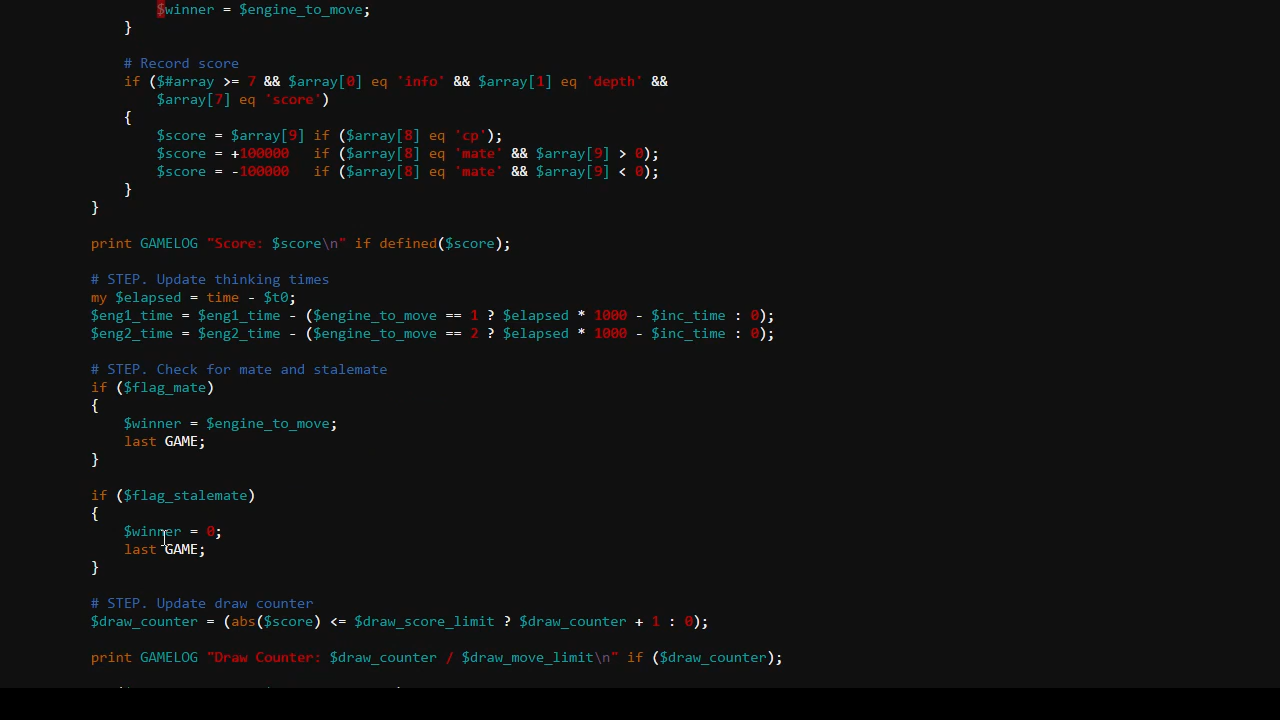 $winner = $engine_to_move;
}
# Record score
if ($#array >= 7 && $array[0] eq 'info' && $array[1] eq 'depth' &&
$array[7] eq 'score')
{
$score = $array[9] if ($array[8] eq 'cp');
$score = +100000   if ($array[8] eq 'mate' && $array[9] > 0);
$score = -100000   if ($array[8] eq 'mate' && $array[9] < 0);
}
}
print GAMELOG "Score: $score\n" if defined($score);
# STEP. Update thinking times
my $elapsed = time - $t0;
$eng1_time = $eng1_time - ($engine_to_move == 1 ? $elapsed * 1000 - $inc_time : 0);
$eng2_time = $eng2_time - ($engine_to_move == 2 ? $elapsed * 1000 - $inc_time : 0);
# STEP. Check for mate and stalemate
if ($flag_mate)
{
$winner = $engine_to_move;
last GAME;
}
if ($flag_stalemate)
{
$winner = 0;
last GAME;
}
# STEP. Update draw counter
$draw_counter = (abs($score) <= $draw_score_limit ? $draw_counter + 1 : 0);
print GAMELOG "Draw Counter: $draw_counter / $draw_move_limit\n" if ($draw_counter);